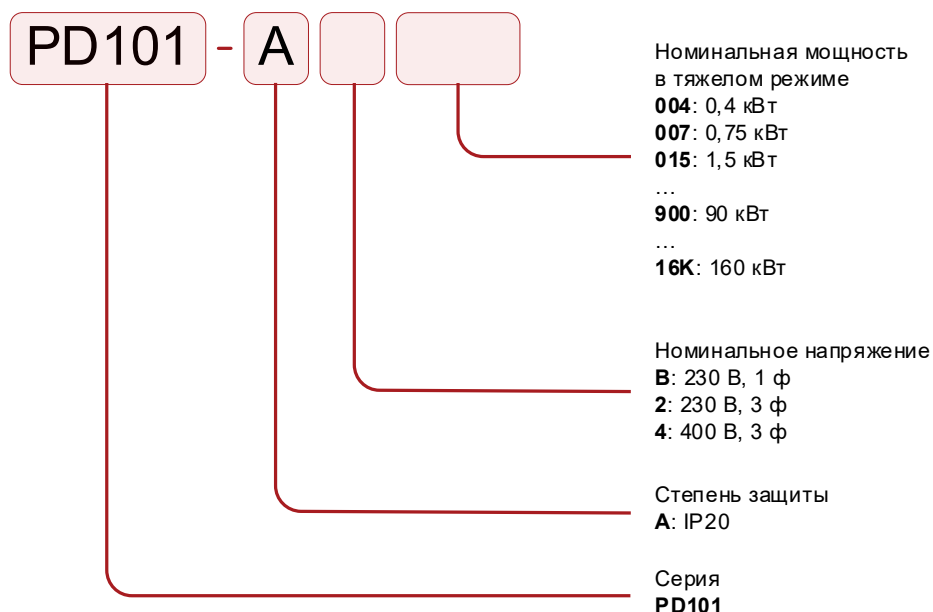 PD101 - A
Номинальная мощность
в тяжелом режиме
004: 0,4 кВт
007: 0,75 кВт
015: 1,5 кВт
…
900: 90 кВт
…
16K: 160 кВт
Номинальное напряжение
B: 230 В, 1 ф
2: 230 В, 3 ф
4: 400 В, 3 ф
Степень защиты
A: IP20
Серия
PD101